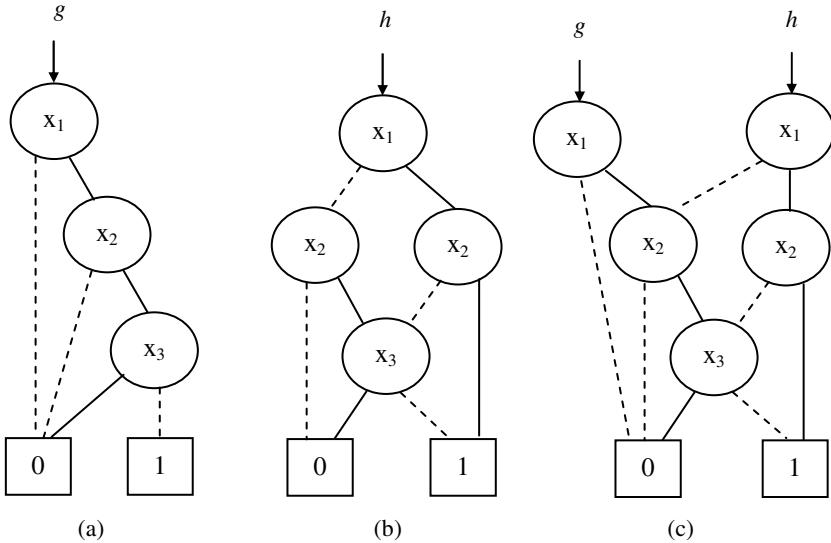 g
h
g
h
x₁
x₁
x₁
x₁
x₂
x₂
x₂
x₂
x₂
x₃
x₃
x₃
0
1
0
1
0
1
(a)
(b)
(c)